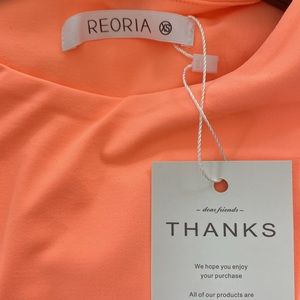 REORIA XS
– dear friends –
THANKS
We hope you enjoy
your purchase
All of our products are